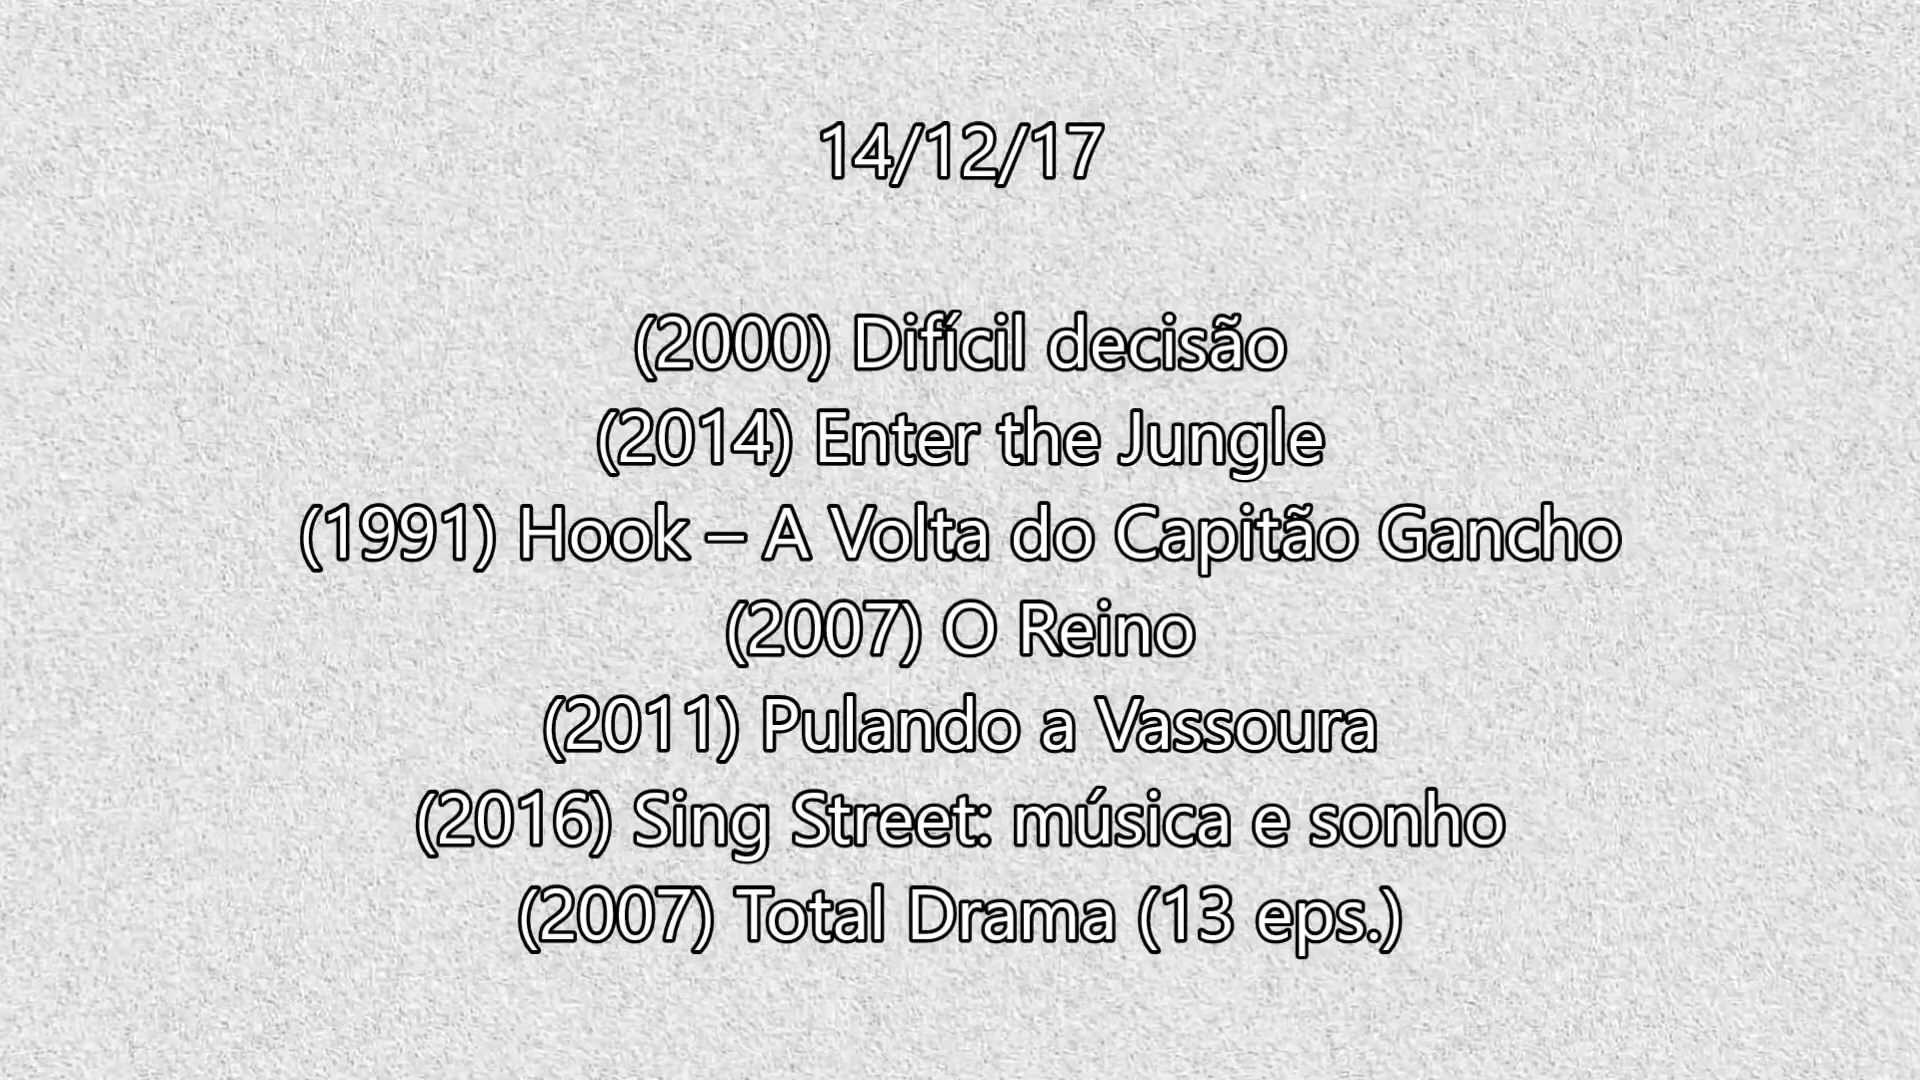 14/12/17
(2000) Difícil decisão
(2014) Enter the Jungle
(1991) Hook – A Volta do Capitão Gancho
(2007) O Reino
(2011) Pulando a Vassoura
(2016) Sing Street: música e sonho
(2007) Total Drama (13 eps.)